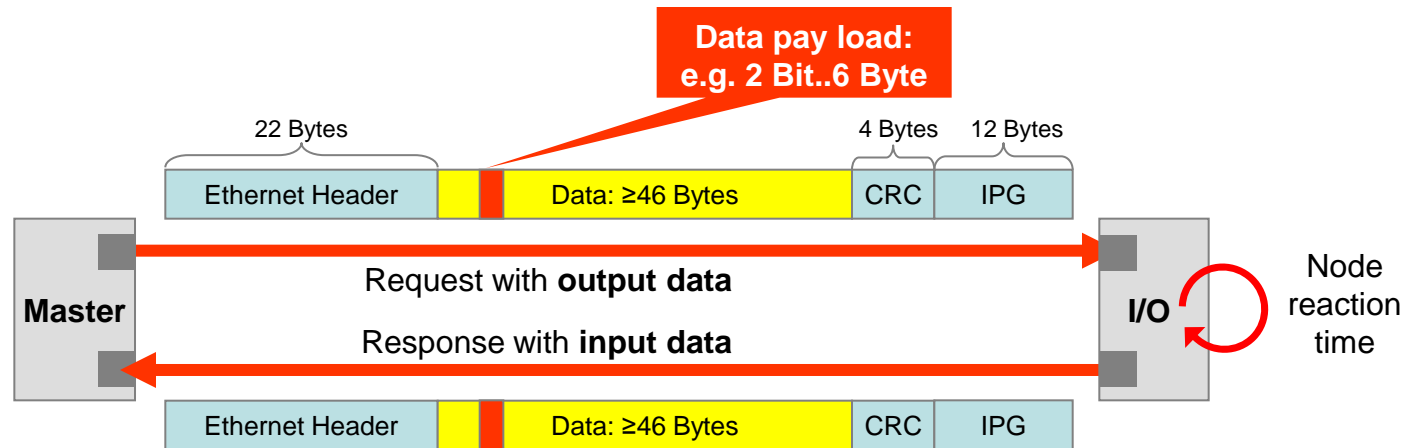 Data pay load:
e.g. 2 Bit..6 Byte
22 Bytes
4 Bytes
12 Bytes
Ethernet Header
Data: ≥46 Bytes
CRC
IPG
Request with output data
Master
I/O
Node
reaction
time
Response with input data
Ethernet Header
Data: ≥46 Bytes
CRC
IPG